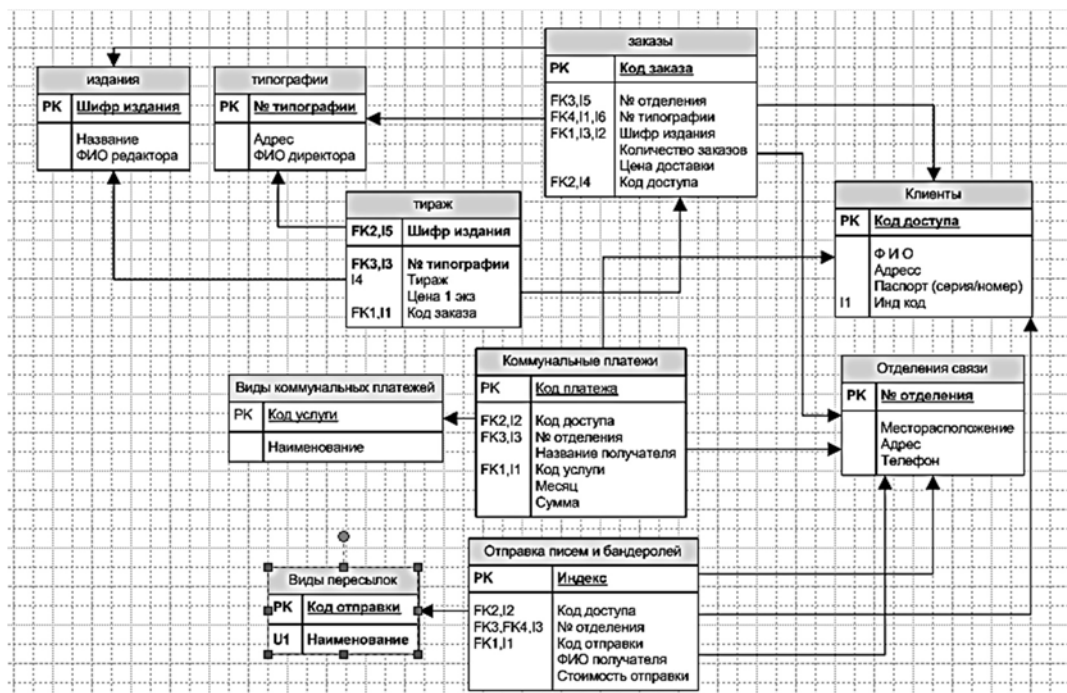 заказы
PK Код заказа
FK3,I5 № отделения
FK4,I1,I6 № типографии
FK1,I3,I2 Шифр издания
Количество заказов
Цена доставки
FK2,I4 Код доступа
издания
PK Шифр издания
Название
ФИО редактора
типографии
PK № типографии
Адрес
ФИО директора
тираж
FK2,I5 Шифр издания
FK3,I3 № типографии
I4 Тираж
Цена 1 экз
FK1,I1 Код заказа
Клиенты
PK Код доступа
Ф И О
Адресс
Паспорт (серия/номер)
I1 Инд код
Коммунальные платежи
PK Код платежа
FK2,I2 Код доступа
FK3,I3 № отделения
Название получателя
FK1,I1 Код услуги
Месяц
Сумма
Виды коммунальных платежей
PK Код услуги
Наименование
Отделения связи
PK № отделения
Месторасположение
Адрес
Телефон
Отправка писем и бандеролей
PK Индекс
FK2,I2 Код доступа
FK3,FK4,I3 № отделения
FK1,I1 Код отправки
ФИО получателя
Стоимость отправки
Виды пересылок
PK Код отправки
U1 Наименование